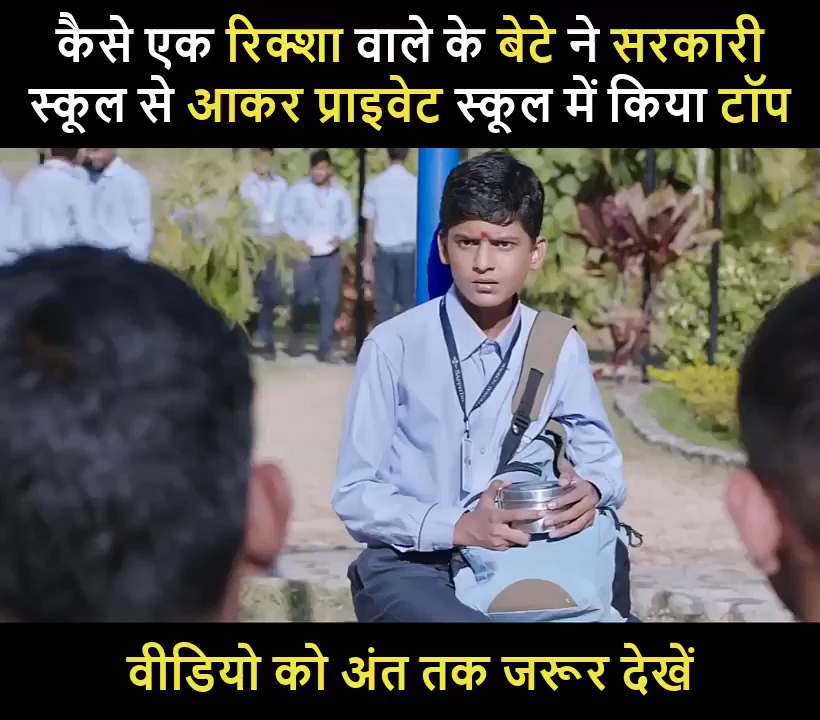 कैसे एक रिक्शा वाले के बेटे ने सरकारी
स्कूल से आकर प्राइवेट स्कूल में किया टॉप
वीडियो को अंत तक जरूर देखें